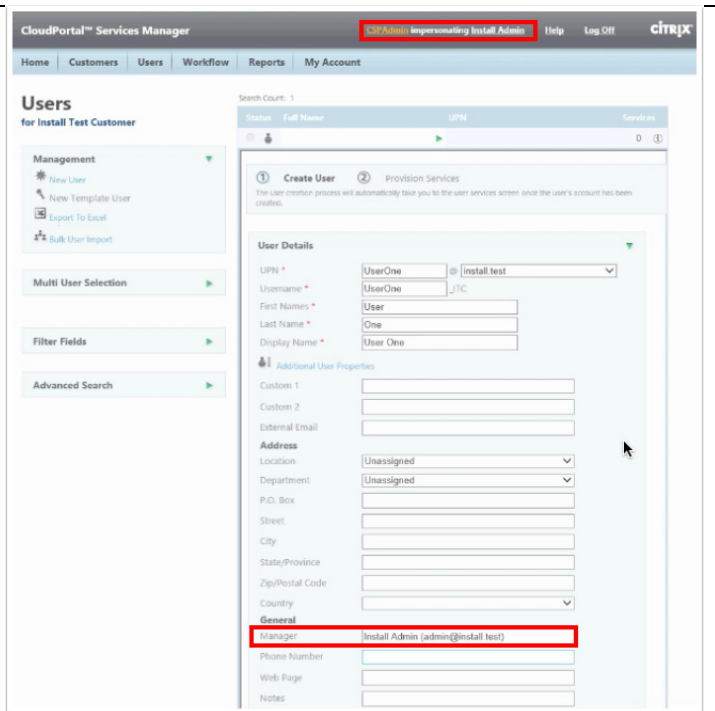 CloudPortal™ Services Manager
CSPAdmin impersonating Install Admin Help Log Off CİTRIX
Home Customers Users Workflow Reports My Account
Users
for Install Test Customer
Management
New User
New Template User
Export To Excel
Bulk User Import
Multi User Selection
Filter Fields
Advanced Search
Search Count: 1
Status Full Name UPN Services
0
1 Create User 2 Provision Services
The user creation process will automatically take you to the user services screen once the user's account has been
created.
User Details
UPN * UserOne @ install.test
Username * UserOne _ITC
First Names * User
Last Name * One
Display Name * User One
Additional User Properties
Custom 1
Custom 2
External Email
Address
Location Unassigned
Department Unassigned
P.O. Box
Street
City
State/Province
Zip/Postal Code
Country
General
Manager Install Admin (admin@install.test)
Phone Number
Web Page
Notes